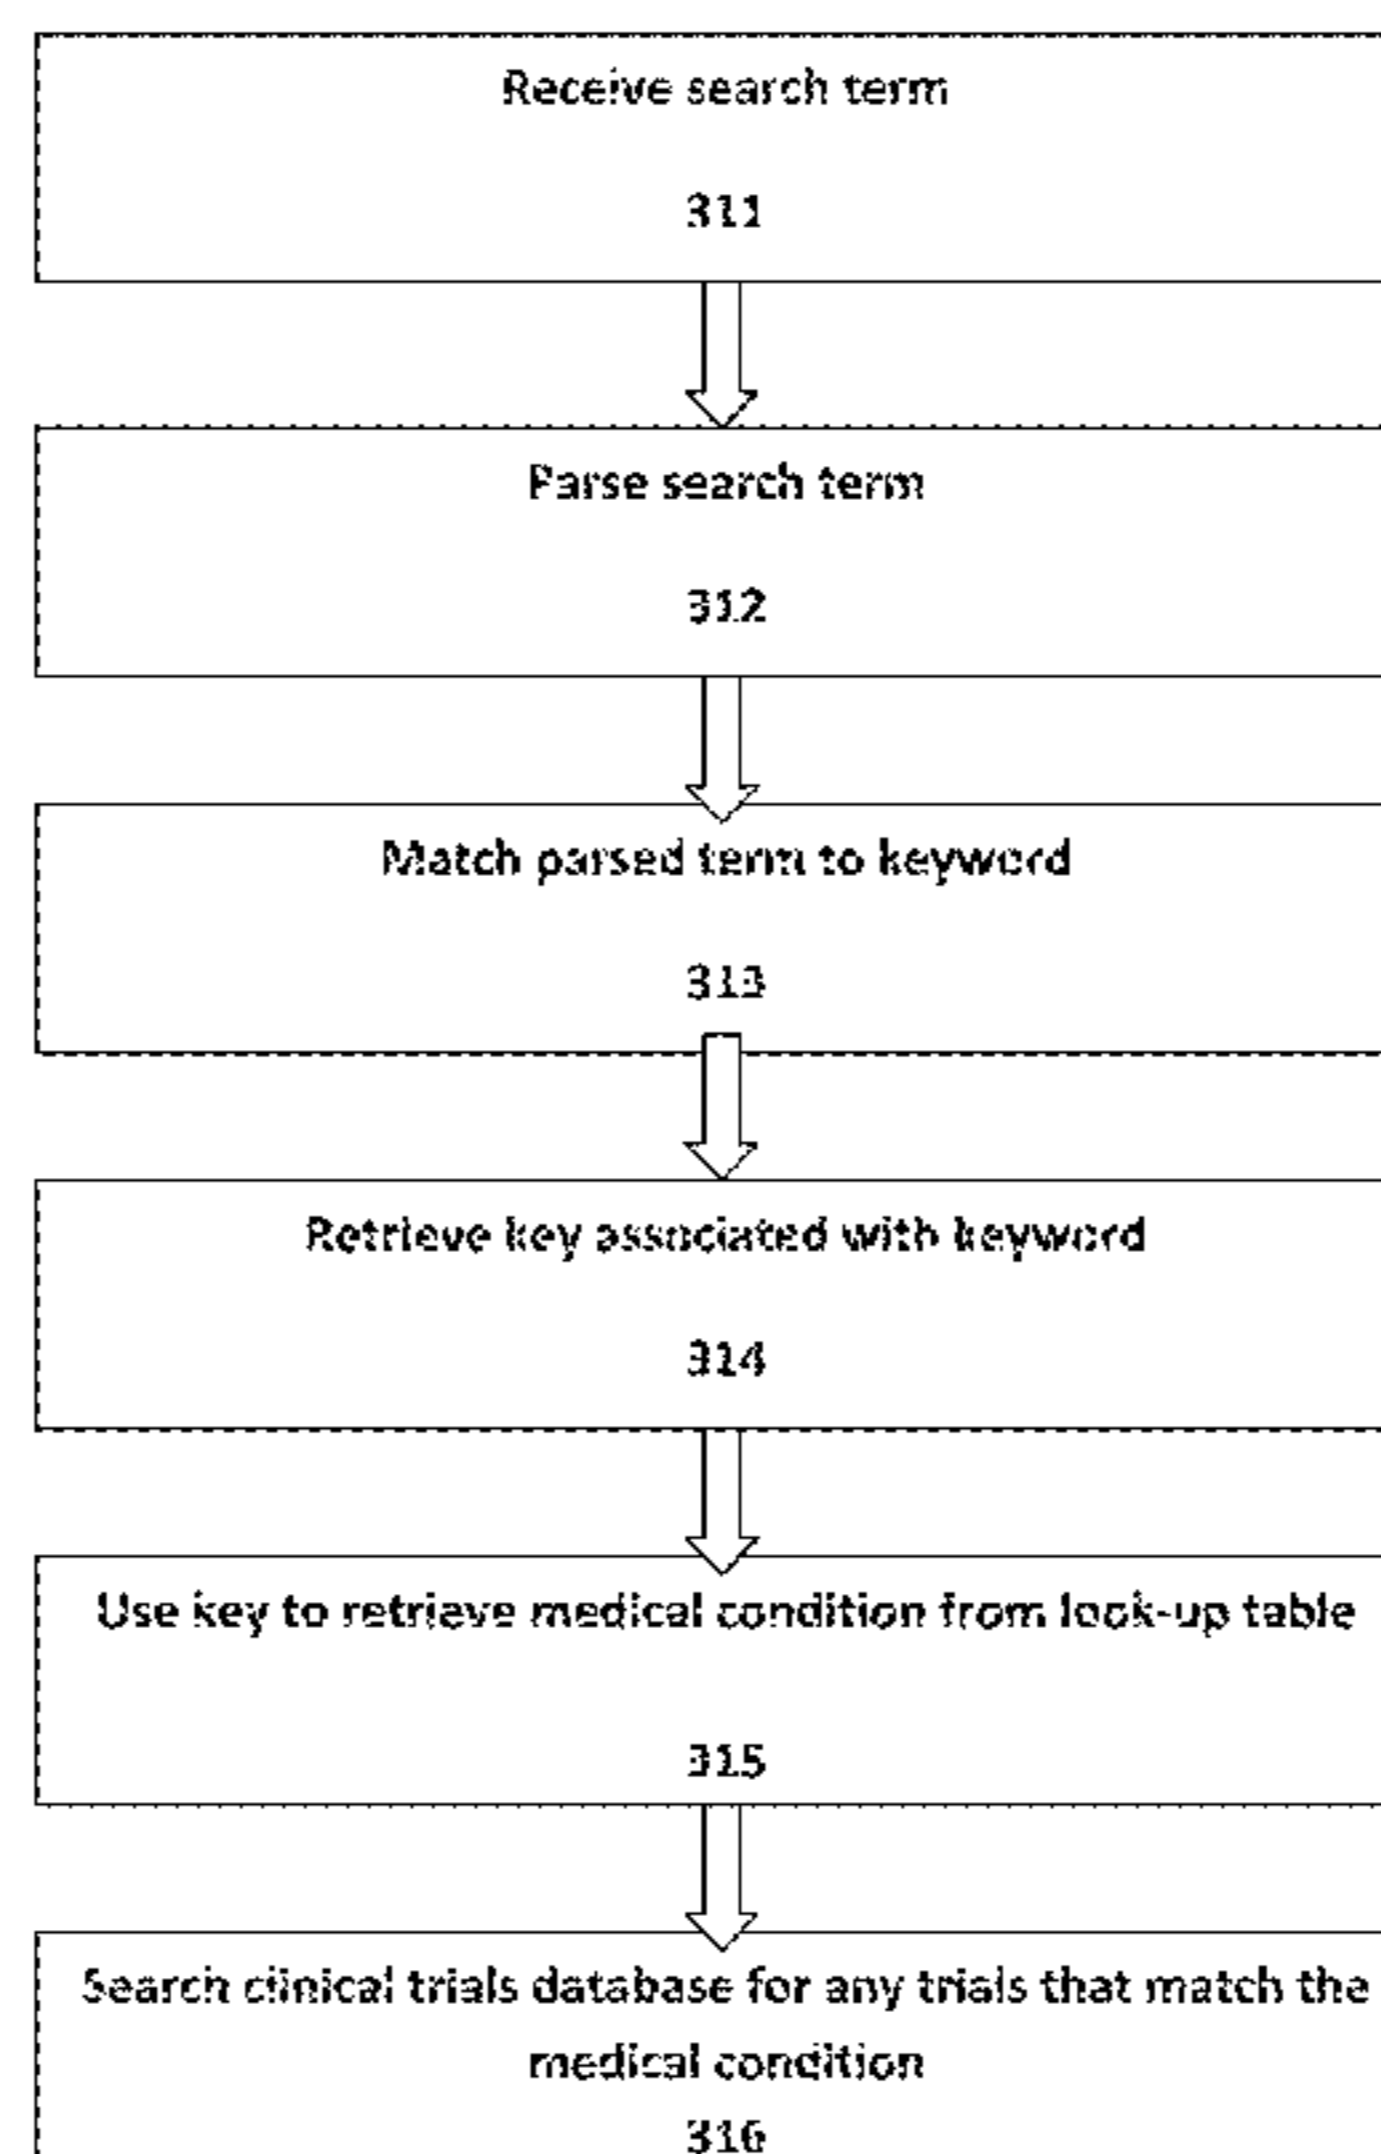 Receive search term
311
Parse search term
312
Match parsed term to keyword
313
Retrieve key associated with keyword
314
Use key to retrieve medical condition from look-up table
315
Search clinical trials database for any trials that match the
medical condition
316